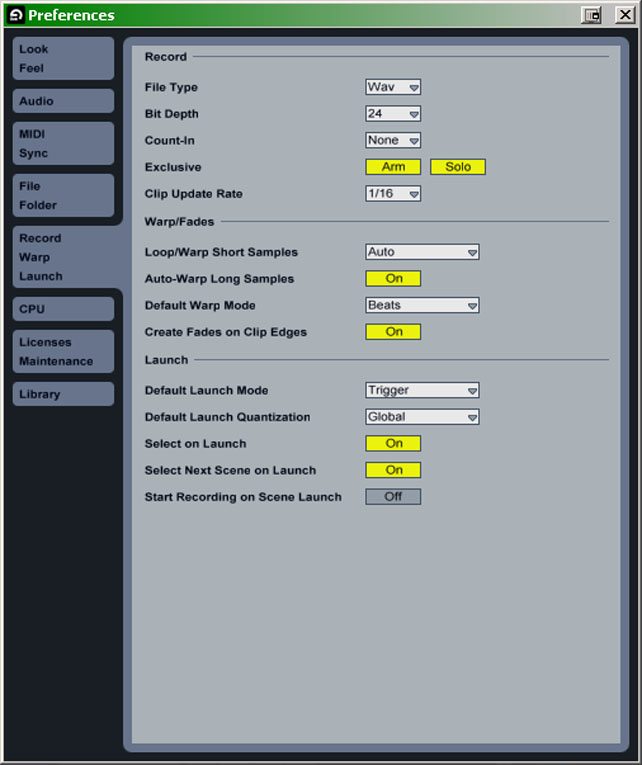 Preferences
Look
Feel
Audio
MIDI
Sync
File
Folder
Record
Warp
Launch
CPU
Licenses
Maintenance
Library
Record
File Type Wav
Bit Depth 24
Count-In None
Exclusive Arm Solo
Clip Update Rate 1/16
Warp/Fades
Loop/Warp Short Samples Auto
Auto-Warp Long Samples On
Default Warp Mode Beats
Create Fades on Clip Edges On
Launch
Default Launch Mode Trigger
Default Launch Quantization Global
Select on Launch On
Select Next Scene on Launch On
Start Recording on Scene Launch Off